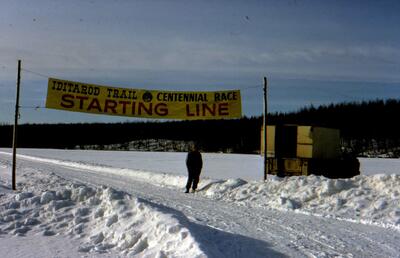 IDITAROD TRAIL CENTENNIAL RACE
STARTING LINE